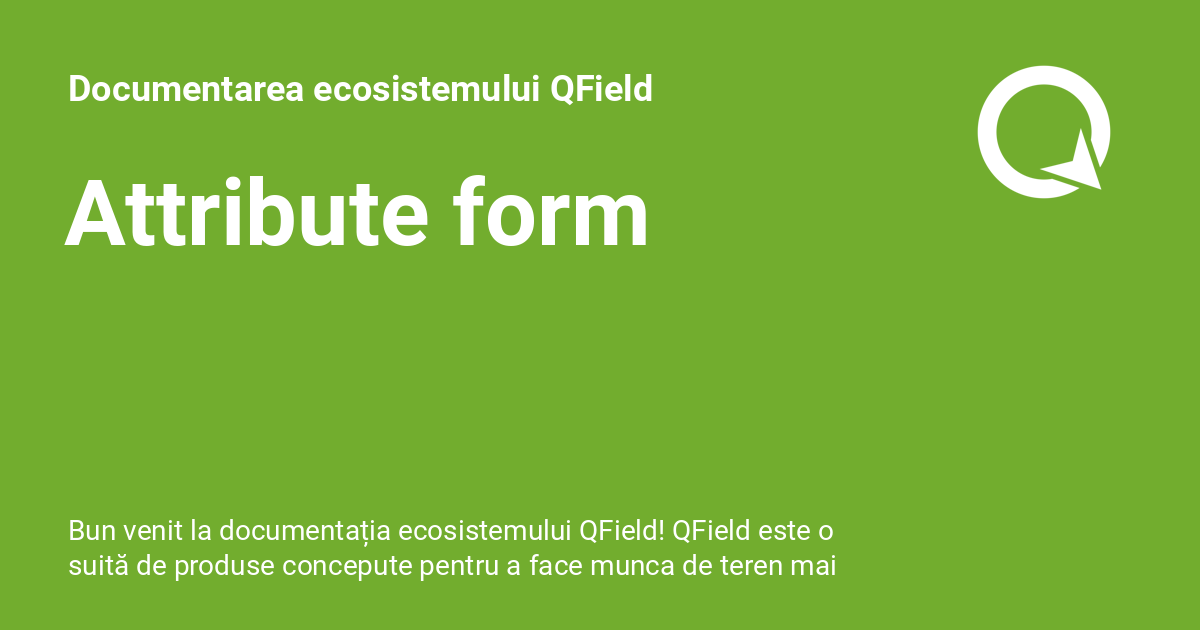 Documentarea ecosistemului QField
Attribute form
Bun venit la documentația ecosistemului QField! QField este o
suită de produse concepute pentru a face munca de teren mai